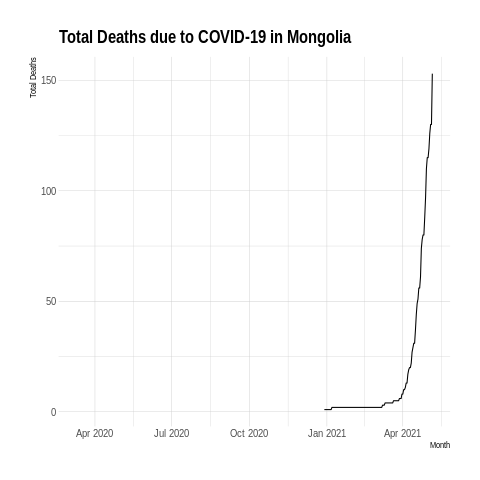 Total Deaths due to COVID-19 in Mongolia
Total Deaths
150
100
50
0
Apr 2020 Jul 2020 Oct 2020 Jan 2021 Apr 2021
Month